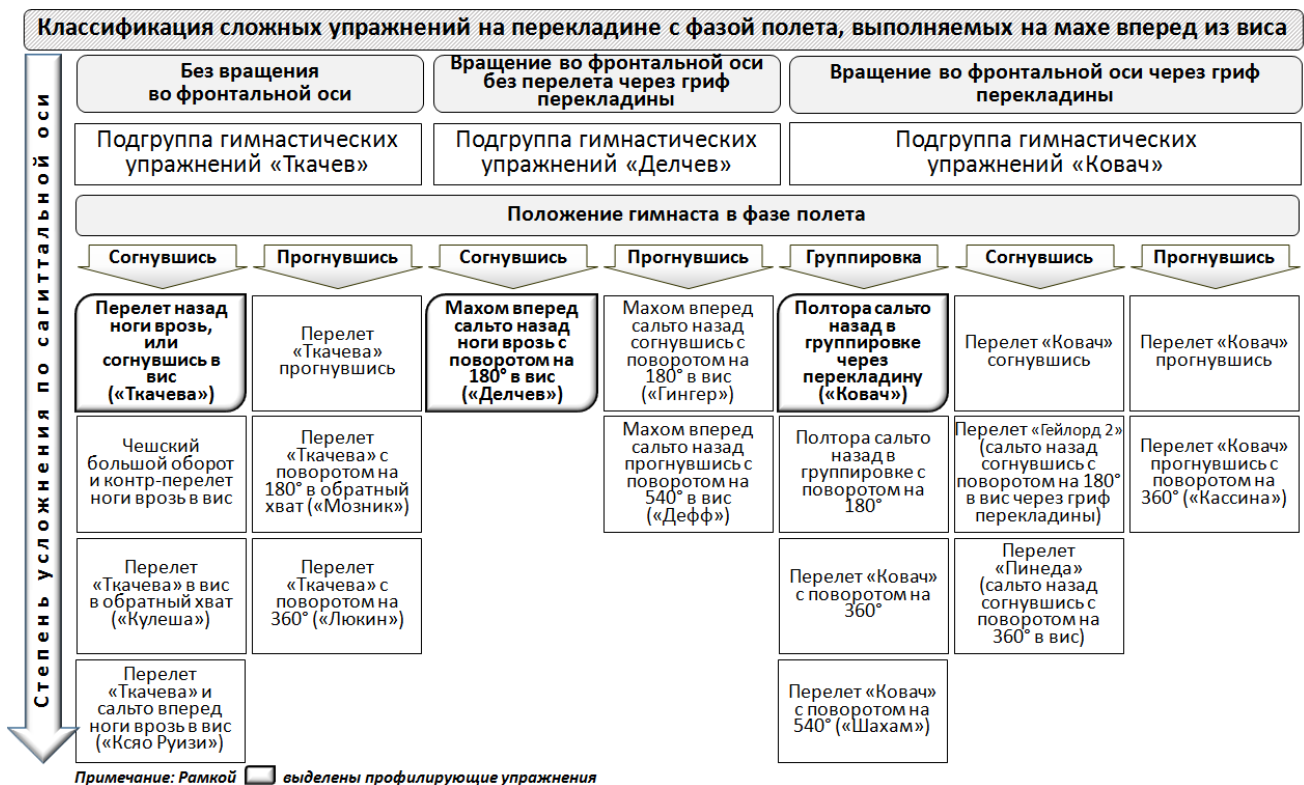 Классификация сложных упражнений на перекладине с фазой полета, выполняемых на махе вперед из виса
Степень усложнения по сагиттальной оси
Без вращения
во фронтальной оси
Вращение во фронтальной оси
без перелета через гриф
перекладины
Вращение во фронтальной оси через гриф
перекладины
Подгруппа гимнастических
упражнений «Ткачев»
Подгруппа гимнастических
упражнений «Делчев»
Подгруппа гимнастических
упражнений «Ковач»
Положение гимнаста в фазе полета
Согнувшись
Прогнувшись
Согнувшись
Прогнувшись
Группировка
Согнувшись
Прогнувшись
Перелет назад
ноги врозь,
или
согнувшись в
вис
(«Ткачева»)
Перелет
«Ткачева»
прогнувшись
Махом вперед
сальто назад
ноги врозь с
поворотом на
180° в вис
(«Делчев»)
Махом вперед
сальто назад
согнувшись с
поворотом на
180° в вис
(«Гингер»)
Полтора сальто
назад в
группировке
через
перекладину
(«Ковач»)
Перелет «Ковач»
согнувшись
Перелет «Ковач»
прогнувшись
Чешский
большой оборот
и контр-перелет
ноги врозь в вис
Перелет
«Ткачева» с
поворотом на
180° в обратный
хват («Мозник»)
Махом вперед
сальто назад
прогнувшись с
поворотом на
540° в вис
(«Дефф»)
Полтора сальто
назад в
группировке с
поворотом на
180°
Перелет «Гейлорд 2»
(сальто назад
согнувшись с
поворотом на 180°
в вис через гриф
перекладины)
Перелет «Ковач»
прогнувшись с
поворотом на
360° («Кассина»)
Перелет
«Ткачева» в вис
в обратный хват
(«Кулеша»)
Перелет
«Ткачева» с
поворотом на
360° («Люкин»)
Перелет «Ковач»
с поворотом на
360°
Перелет
«Пинеда»
(сальто назад
согнувшись с
поворотом на
360° в вис)
Перелет
«Ткачева» и
сальто вперед
ноги врозь в вис
(«Ксяо Руизи»)
Перелет «Ковач»
с поворотом на
540° («Шахам»)
Примечание: Рамкой выделены профилирующие упражнения